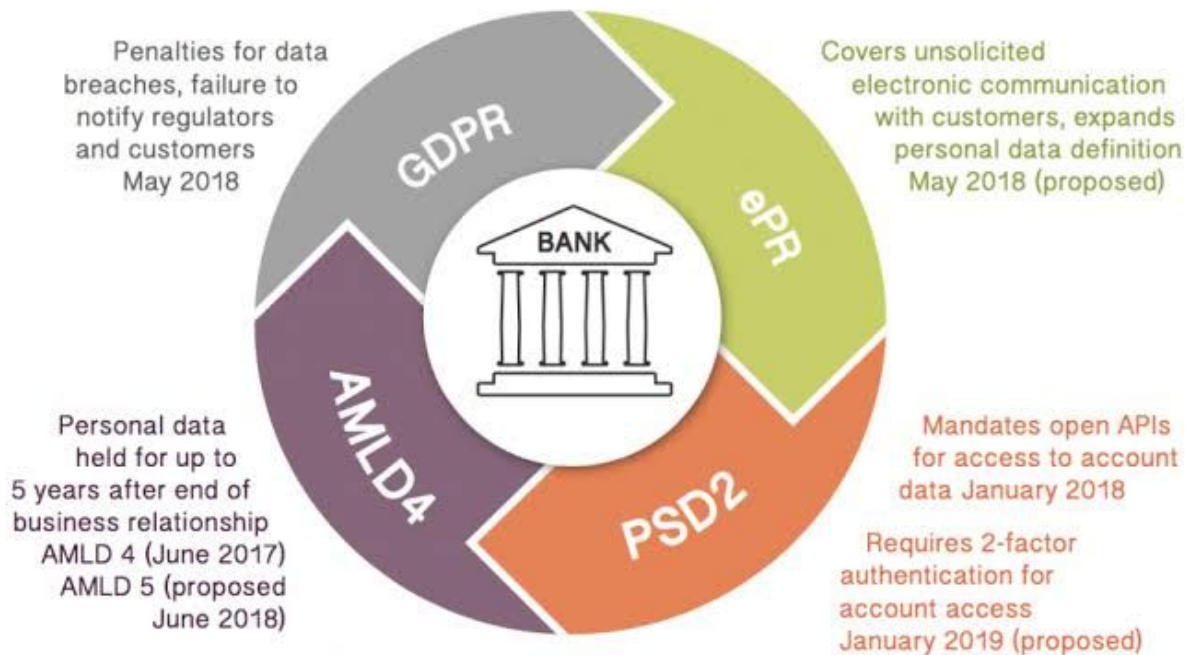 Penalties for data
breaches, failure to
notify regulators
and customers
May 2018
GDPR
Covers unsolicited
electronic communication
with customers, expands
personal data definition
May 2018 (proposed)
ePR
BANK
Personal data
held for up to
5 years after end of
business relationship
AMLD 4 (June 2017)
AMLD 5 (proposed
June 2018)
AMLD4
PSD2
Mandates open APIs
for access to account
data January 2018
Requires 2-factor
authentication for
account access
January 2019 (proposed)